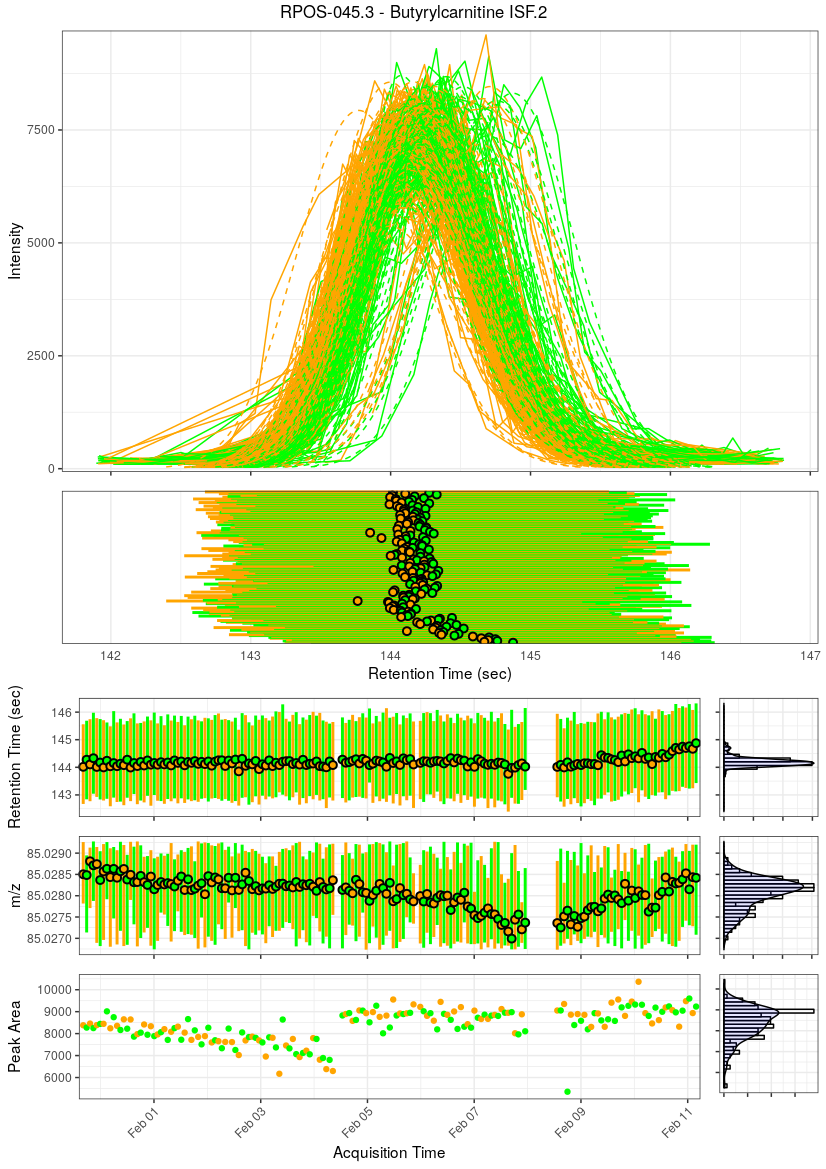 RPOS-045.3 - Butyrylcarnitine ISF.2
Intensity
7500
5000
2500
0
142
143
144
145
146
147
Retention Time (sec)
Retention Time (sec)
146
145
144
143
m/z
85.0290
85.0285
85.0280
85.0275
85.0270
Peak Area
10000
9000
8000
7000
6000
Feb 01
Feb 03
Feb 05
Feb 07
Feb 09
Feb 11
Acquisition Time